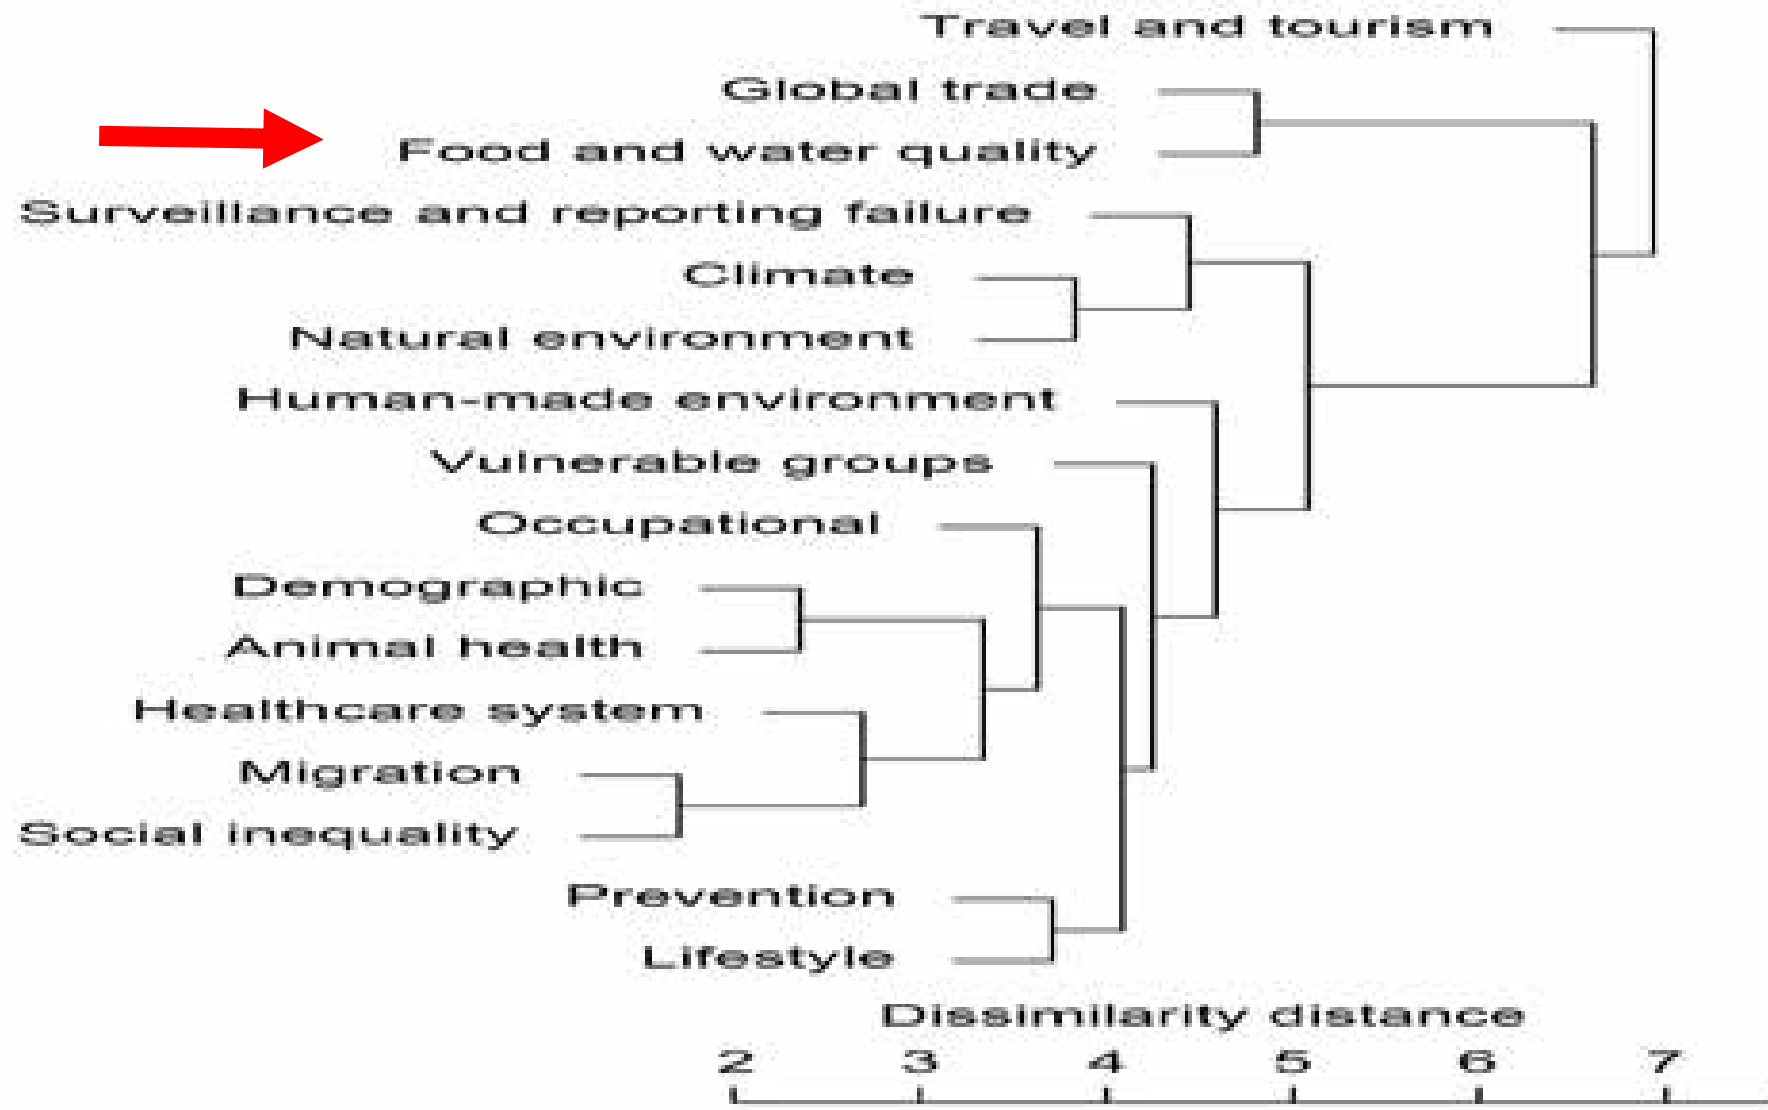 Travel and tourism
Global trade
Food and water quality
Surveillance and reporting failure
Climate
Natural environment
Human-made environment
Vulnerable groups
Occupational
Demographic
Animal health
Healthcare system
Migration
Social inequality
Prevention
Lifestyle
Dissimilarity distance
2 3 4 5 6 7